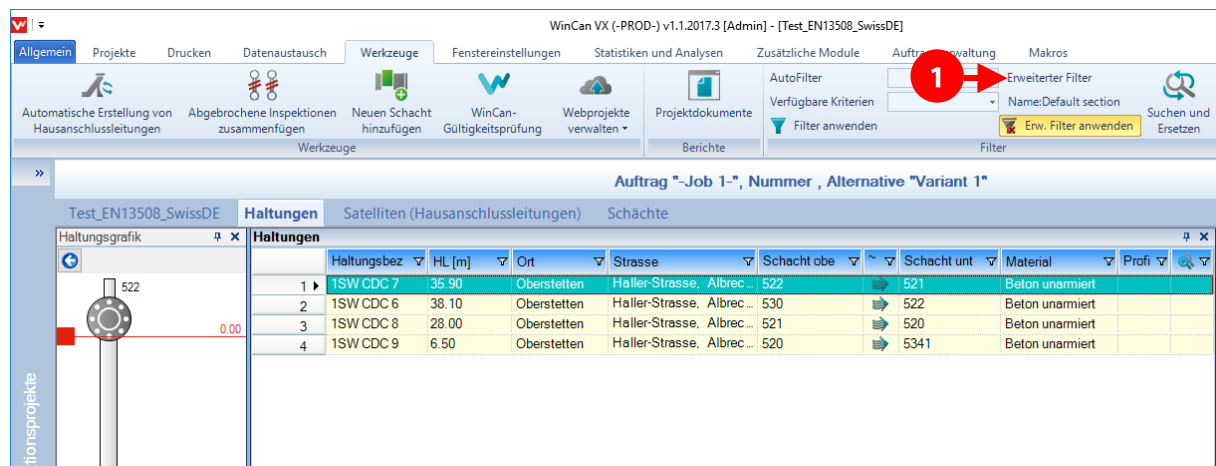 WinCan VX (-PROD-) v1.1.2017.3 [Admin] - [Test_EN13508_SwissDE]
Allgemein Projekte Drucken Datenaustausch Werkzeuge Fenstereinstellungen Statistiken und Analysen Zusätzliche Module Makros
1
Automatische Erstellung von
Hausanschlussleitungen
Abgebrochene Inspektionen
zusammenfügen
Neuen Schacht
hinzufügen
WinCan-
Gültigkeitsprüfung
Webprojekte
verwalten
Werkzeuge
Projektdokumente
Berichte
AutoFilter
Verfügbare Kriterien
Filter anwenden
Erweiterter Filter
Name:Default section
Erw. Filter anwenden
Suchen und
Ersetzen
Filter
»
Auftrag "-Job 1-", Nummer , Alternative "Variant 1"
Test_EN13508_SwissDE Haltungen Satelliten (Hausanschlussleitungen) Schächte
Haltungsgrafik
522
0.00
tionsprojekte
Haltungen
Haltungsbez HL [m] Ort Strasse Schacht obe ~ Schacht unt Material Profi
1 1SW CDC 7 35.90 Oberstetten Haller-Strasse, Albrec... 522 521 Beton unarmiert
2 1SW CDC 6 38.10 Oberstetten Haller-Strasse, Albrec... 530 522 Beton unarmiert
3 1SW CDC 8 28.00 Oberstetten Haller-Strasse, Albrec... 521 520 Beton unarmiert
4 1SW CDC 9 6.50 Oberstetten Haller-Strasse, Albrec... 520 5341 Beton unarmiert